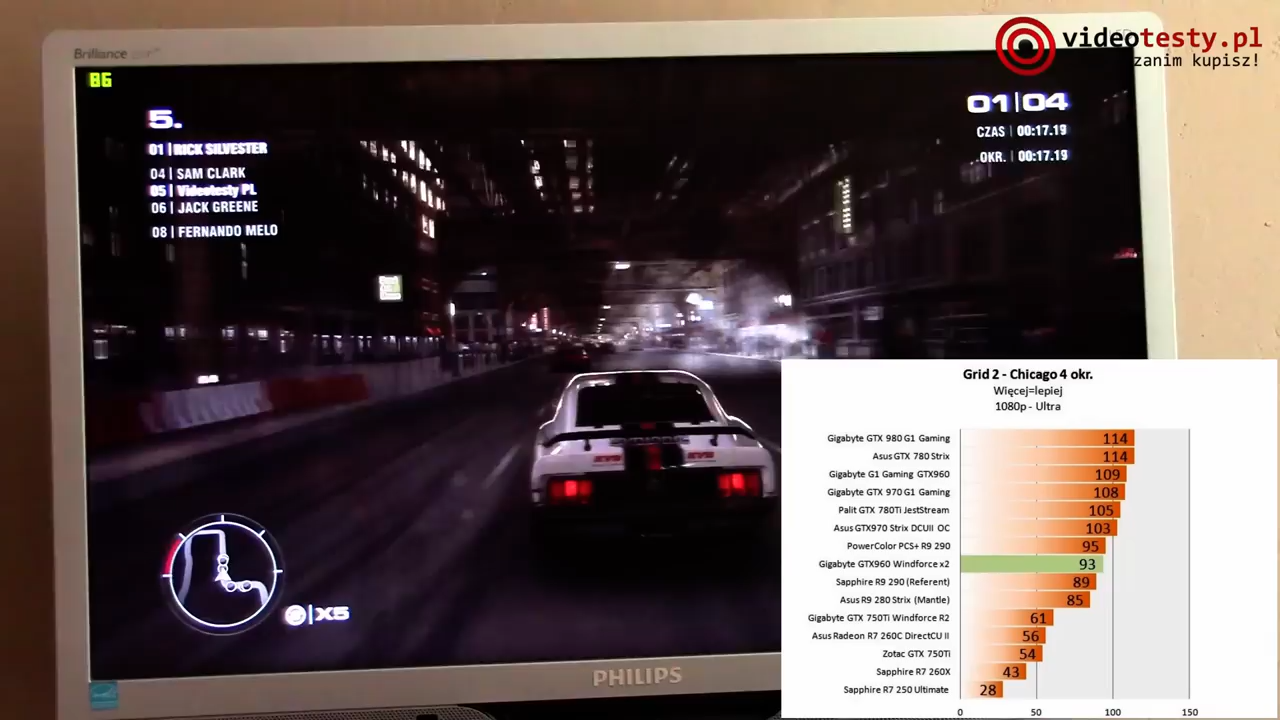 Brilliance
videotesty.pl
zanim kupisz!
86
5.
01 | RICK SILVESTER
04 | SAM CLARK
05 | Videotesty PL
06 | JACK GREENE
08 | FERNANDO MELO
01|04
CZAS | 00:17.19
OKR. | 00:17.19
X5
PHILIPS
Grid 2 - Chicago 4 okr.
Więcej=lepiej
1080p - Ultra
Gigabyte GTX 980 G1 Gaming 114
Asus GTX 780 Strix 114
Gigabyte G1 Gaming GTX960 109
Gigabyte GTX 970 G1 Gaming 108
Palit GTX 780Ti JestStream 105
Asus GTX970 Strix DCUII OC 103
PowerColor PCS+ R9 290 95
Gigabyte GTX960 Windforce x2 93
Sapphire R9 290 (Referent) 89
Asus R9 280 Strix (Mantle) 85
Gigabyte GTX 750Ti Windforce R2 61
Asus Radeon R7 260C DirectCU II 56
Zotac GTX 750Ti 54
Sapphire R7 260X 43
Sapphire R7 250 Ultimate 28
0 50 100 150